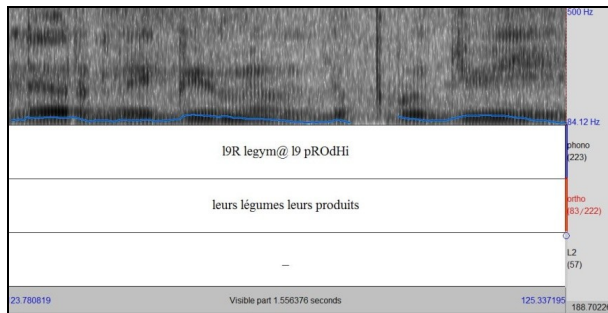 500 Hz
84.12 Hz
l9R legym@ l9 pROdHi
phono
(223)
leurs légumes leurs produits
ortho
(83/222)
_
L2
(57)
23.780819 Visible part 1.556376 seconds 125.337195
188.70226